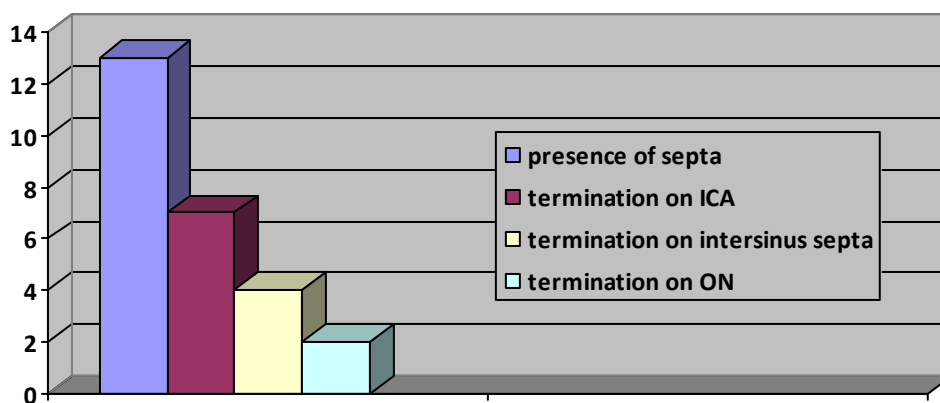 14
12
10
8
6
4
2
0
presence of septa
termination on ICA
termination on intersinus septa
termination on ON